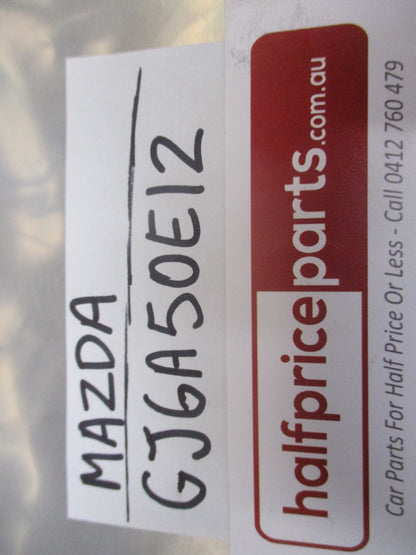 MAZDA
GJ6A50E12
halfpriceparts.com.au
Car Parts For Half Price Or Less - Call 0412 760 479